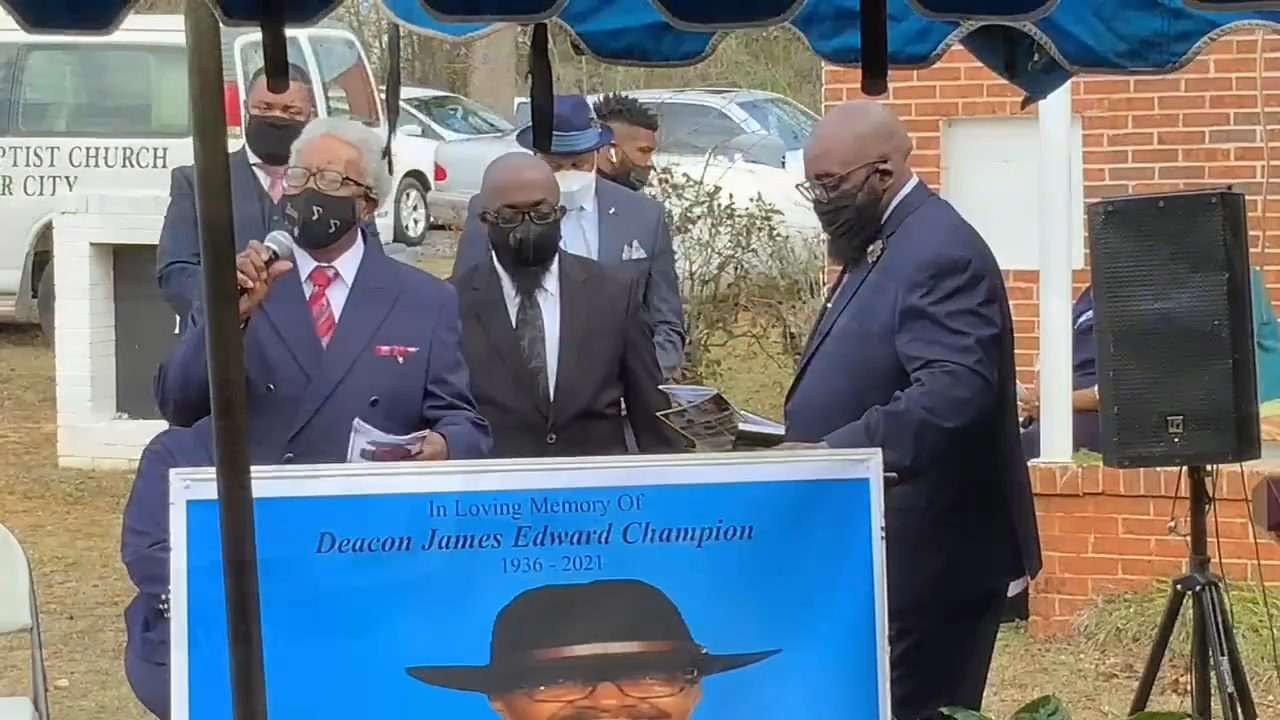 PTIST CHURCH
R CITY
In Loving Memory Of
Deacon James Edward Champion
1936 - 2021